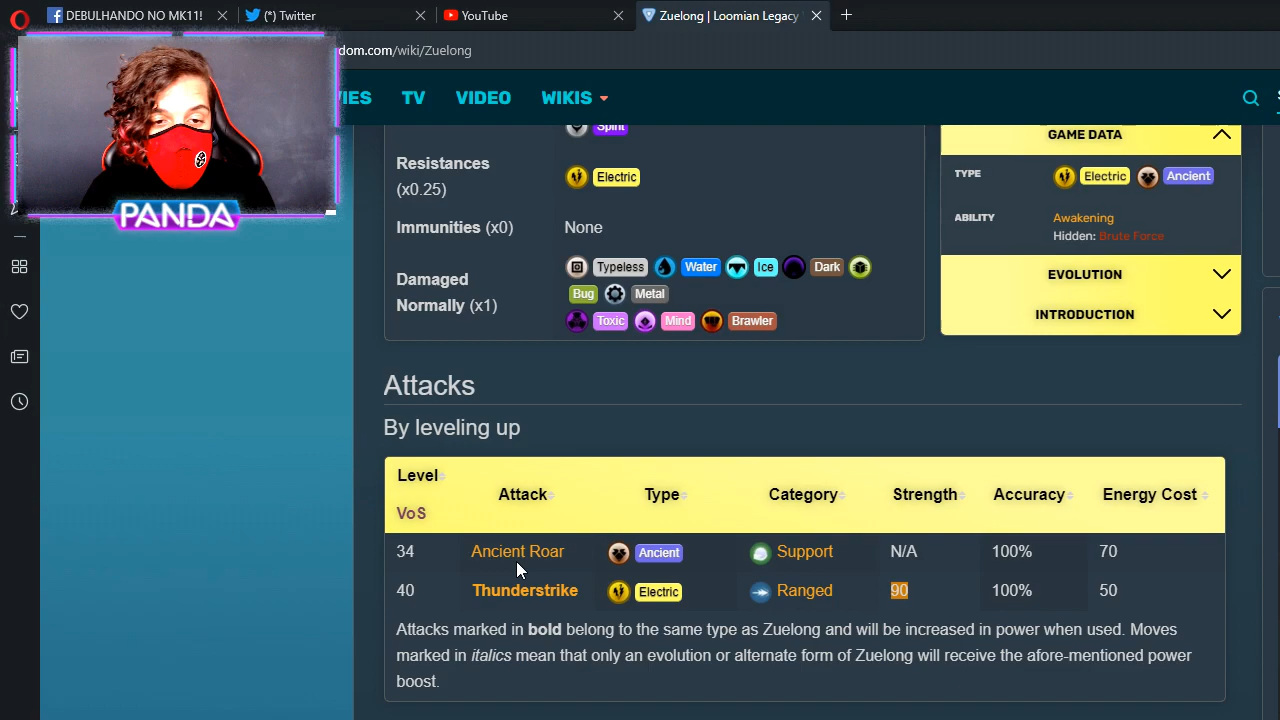 DEBULHANDO NO MK11!
(*) Twitter
YouTube
Zuelong | Loomian Legacy
dom.com/wiki/Zuelong
IES TV VIDEO WIKIS
PANDA
Spirit
Resistances
(x0.25)
Electric
Immunities (x0) None
Damaged
Normally (x1)
Typeless Water Ice Dark
Bug Metal
Toxic Mind Brawler
GAME DATA
TYPE Electric Ancient
ABILITY Awakening
Hidden: Brute Force
EVOLUTION
INTRODUCTION
Attacks
By leveling up
Level
VoS
Attack Type Category Strength Accuracy Energy Cost
34 Ancient Roar Ancient Support N/A 100% 70
40 Thunderstrike Electric Ranged 90 100% 50
Attacks marked in bold belong to the same type as Zuelong and will be increased in power when used. Moves
marked in italics mean that only an evolution or alternate form of Zuelong will receive the afore-mentioned power
boost.